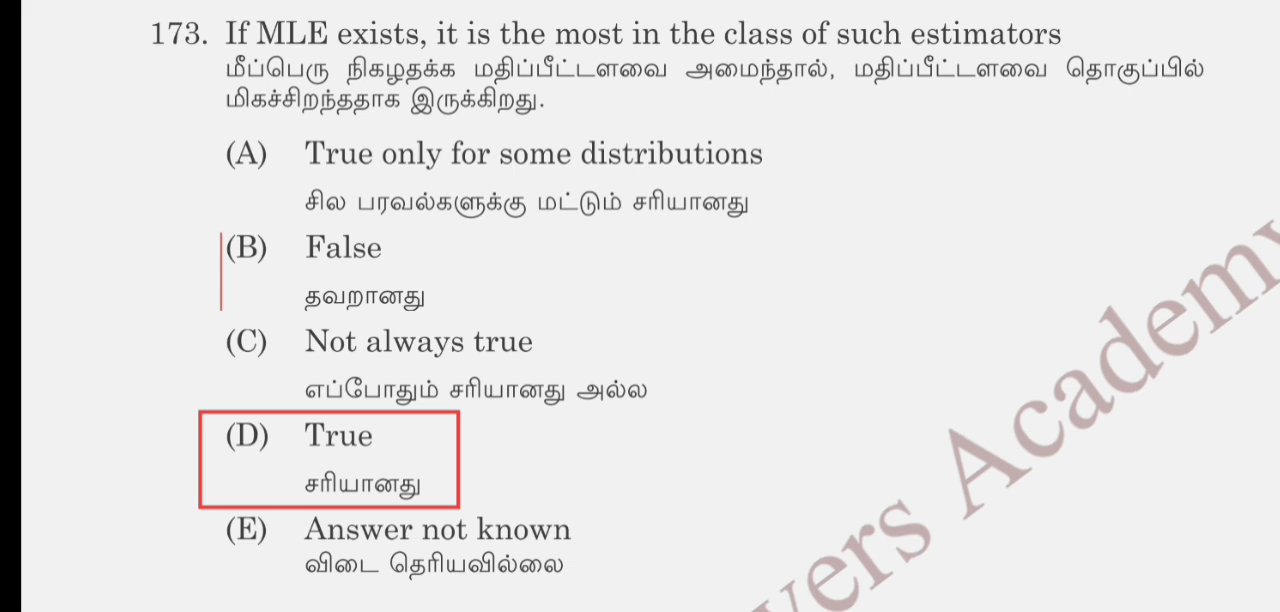 173. If MLE exists, it is the most in the class of such estimators
மீப்பெரு நிகழதக்க மதிப்பீட்டளவை அமைந்தால், மதிப்பீட்டளவை தொகுப்பில்
மிகச்சிறந்ததாக இருக்கிறது.
(A) True only for some distributions
சில பரவல்களுக்கு மட்டும் சரியானது
(B) False
தவறானது
(C) Not always true
எப்போதும் சரியானது அல்ல
(D) True
சரியானது
(E) Answer not known
விடை தெரியவில்லை
Academy